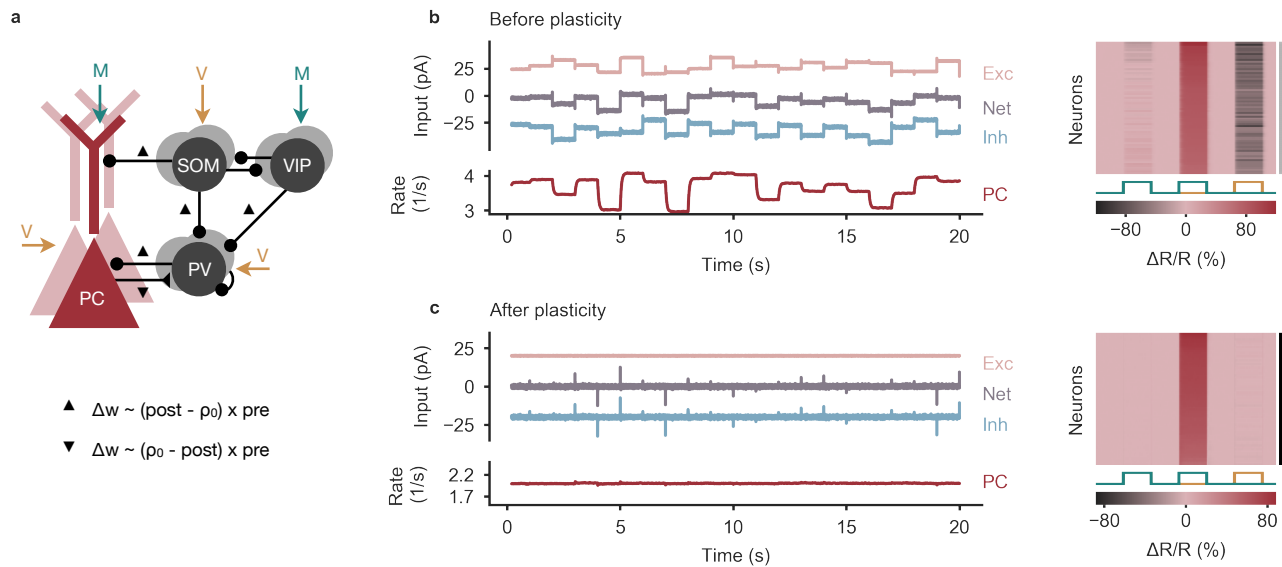 a
M
V
M
SOM
VIP
V
V
PV
PC
▲ Δw ~ (post - ρ₀) x pre
▼ Δw ~ (ρ₀ - post) x pre
b
Before plasticity
Input (pA)
25
0
−25
Exc
Net
Inh
Rate
(1/s)
4
3
PC
0
5
10
15
20
Time (s)
Neurons
−80
0
80
ΔR/R (%)
c
After plasticity
Input (pA)
25
0
−25
Exc
Net
Inh
Rate
(1/s)
2.2
1.7
PC
0
5
10
15
20
Time (s)
Neurons
−80
0
80
ΔR/R (%)